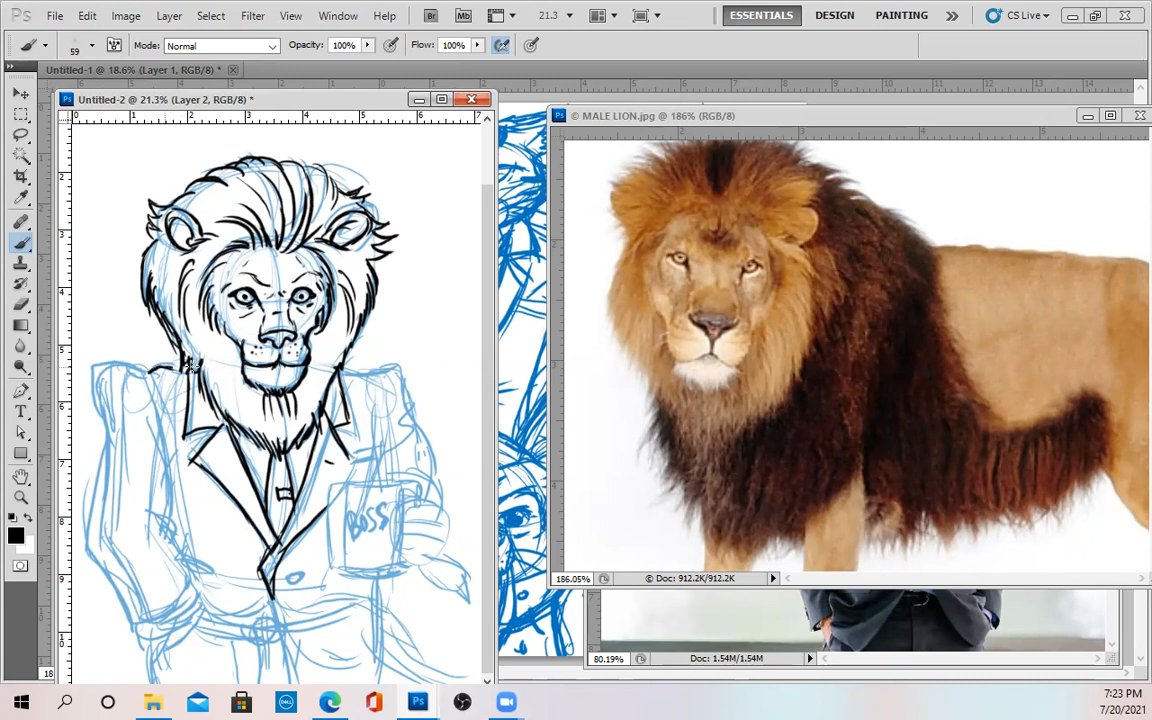 Ps File Edit Image Layer Select Filter View Window Help Br Mb 21.3 ESSENTIALS DESIGN PAINTING CS Live
59 Mode: Normal Opacity: 100% Flow: 100%
Untitled-1 @ 18.6% (Layer 1, RGB/8) *
Untitled-2 @ 21.3% (Layer 2, RGB/8) *
© MALE LION.jpg @ 186% (RGB/8)
BOSS
186.05% © Doc: 912.2K/912.2K
80.19% Doc: 1.54M/1.54M
18
7:23 PM
7/20/2021